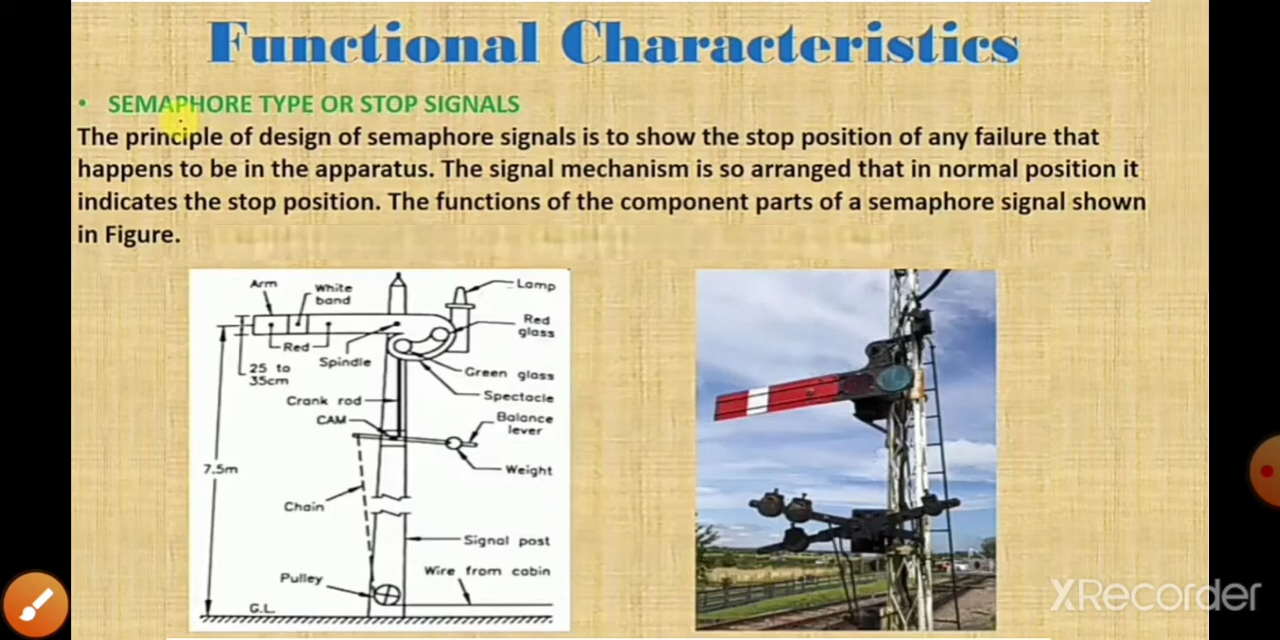 Functional Characteristics
• SEMAPHORE TYPE OR STOP SIGNALS
The principle of design of semaphore signals is to show the stop position of any failure that
happens to be in the apparatus. The signal mechanism is so arranged that in normal position it
indicates the stop position. The functions of the component parts of a semaphore signal shown
in Figure.
Arm
White
band
Lamp
Red
glass
Red
Spindle
25 to
35cm
Green glass
Spectacle
Crank rod
CAM
Balance
lever
7.5m
Weight
Chain
Signal post
Wire from cabin
Pulley
G.L.
XRecorder